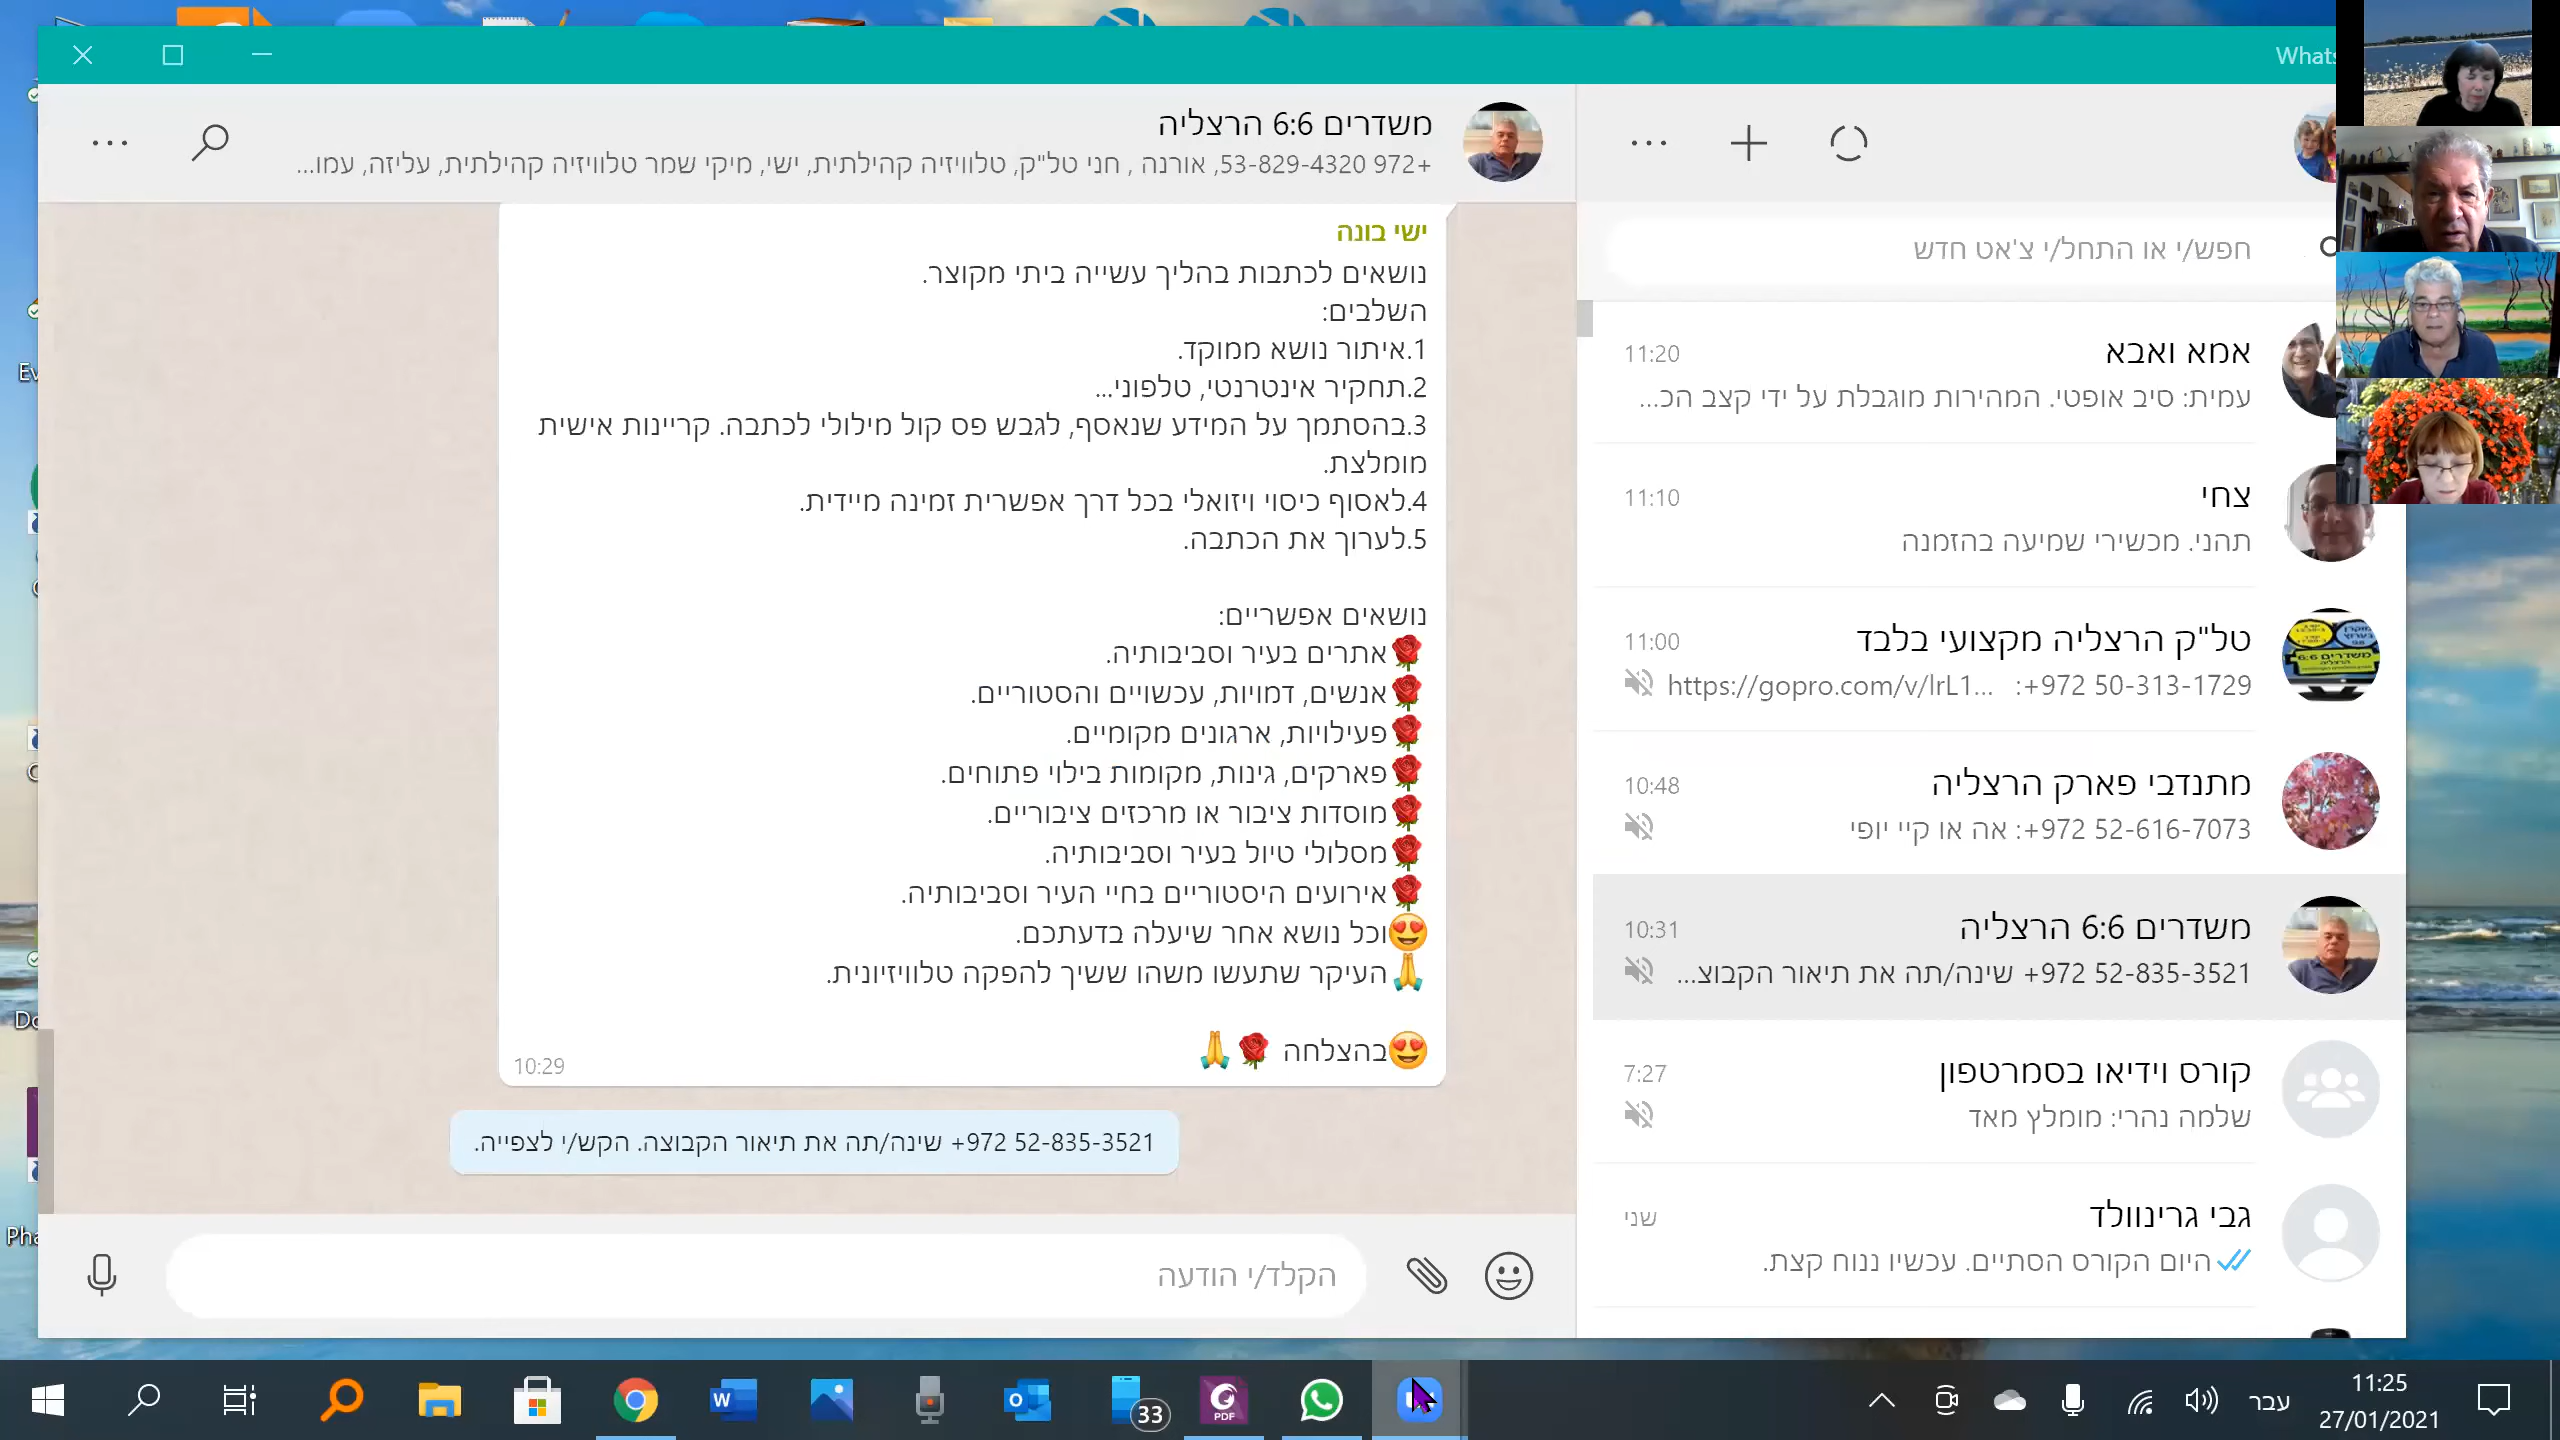 Whats
משדרים 6:6 הרצליה
+972 53-829-4320, אורנה, חני טל"ק, טלוויזיה קהילתית, ישי, מיקי שמר טלוויזיה קהילתית, עליזה, עמו...
ישי בונה
נושאים לכתבות בהליך עשייה ביתי מקוצר.
השלבים:
1.איתור נושא ממוקד.
2.תחקיר אינטרנטי, טלפוני...
3.בהסתמך על המידע שנאסף, לגבש פס קול מילולי לכתבה. קריינות אישית
מומלצת.
4.לאסוף כיסוי ויזואלי בכל דרך אפשרית זמינה מיידית.
5.לערוך את הכתבה.
נושאים אפשריים:
🌹אתרים בעיר וסביבותיה.
🌹אנשים, דמויות, עכשויים והסטוריים.
🌹פעילויות, ארגונים מקומיים.
🌹פארקים, גינות, מקומות בילוי פתוחים.
🌹מוסדות ציבור או מרכזים ציבוריים.
🌹מסלולי טיול בעיר וסביבותיה.
🌹אירועים היסטוריים בחיי העיר וסביבותיה.
😍וכל נושא אחר שיעלה בדעתכם.
🙏העיקר שתעשו משהו ששיך להפקה טלוויזיונית.
😍בהצלחה 🌹🙏
10:29
+972 52-835-3521 שינה/תה את תיאור הקבוצה. הקש/י לצפייה.
הקלד/י הודעה
חפש/י או התחל/י צ'אט חדש
אמא ואבא
11:20
עמית: סיב אופטי. המהירות מוגבלת על ידי קצב הכ...
צחי
11:10
תהני. מכשירי שמיעה בהזמנה
טל"ק הרצליה מקצועי בלבד
11:00
+972 50-313-1729: https://gopro.com/v/lrL1...
מתנדבי פארק הרצליה
10:48
+972 52-616-7073: אה או קיי יופי
משדרים 6:6 הרצליה
10:31
+972 52-835-3521 שינה/תה את תיאור הקבוצ...
קורס וידיאו בסמרטפון
7:27
שלמה נהרי: מומלץ מאד
גבי גרינוולד
שני
היום הקורס הסתיים. עכשיו ננוח קצת.
Ev
Do
Pha
33
PDF
עבר
11:25
27/01/2021